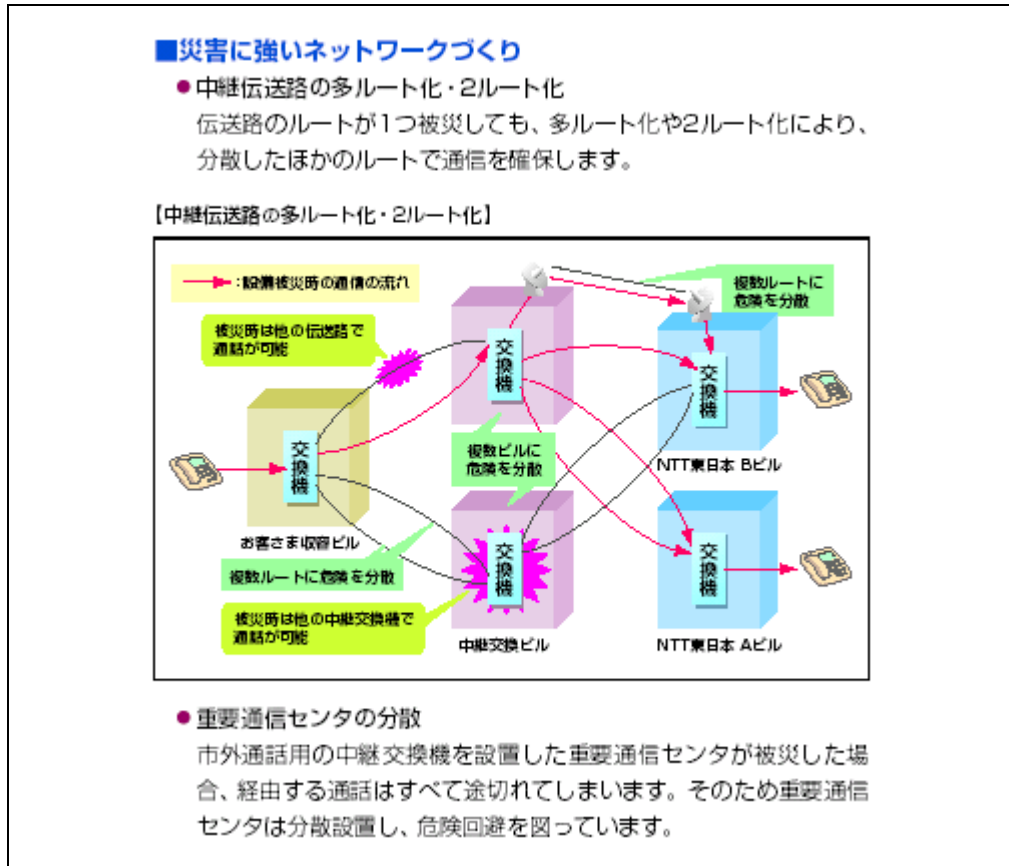 ■災害に強いネットワークづくり
●中継伝送路の多ルート化・2ルート化
伝送路のルートが1つ被災しても、多ルート化や2ルート化により、
分散したほかのルートで通信を確保します。
【中継伝送路の多ルート化・2ルート化】
:設備被災時の通信の流れ
複数ルートに
危険を分散
被災時は他の伝送路で
通話が可能
交換機
交換機
交換機
複数ビルに
危険を分散
NTT東日本 Bビル
お客さま収容ビル
複数ルートに危険を分散
交換機
交換機
被災時は他の中継交換機で
通話が可能
中継交換ビル
NTT東日本 Aビル
●重要通信センタの分散
市外通話用の中継交換機を設置した重要通信センタが被災した場
合、経由する通話はすべて途切れてしまいます。そのため重要通信
センタは分散設置し、危険回避を図っています。